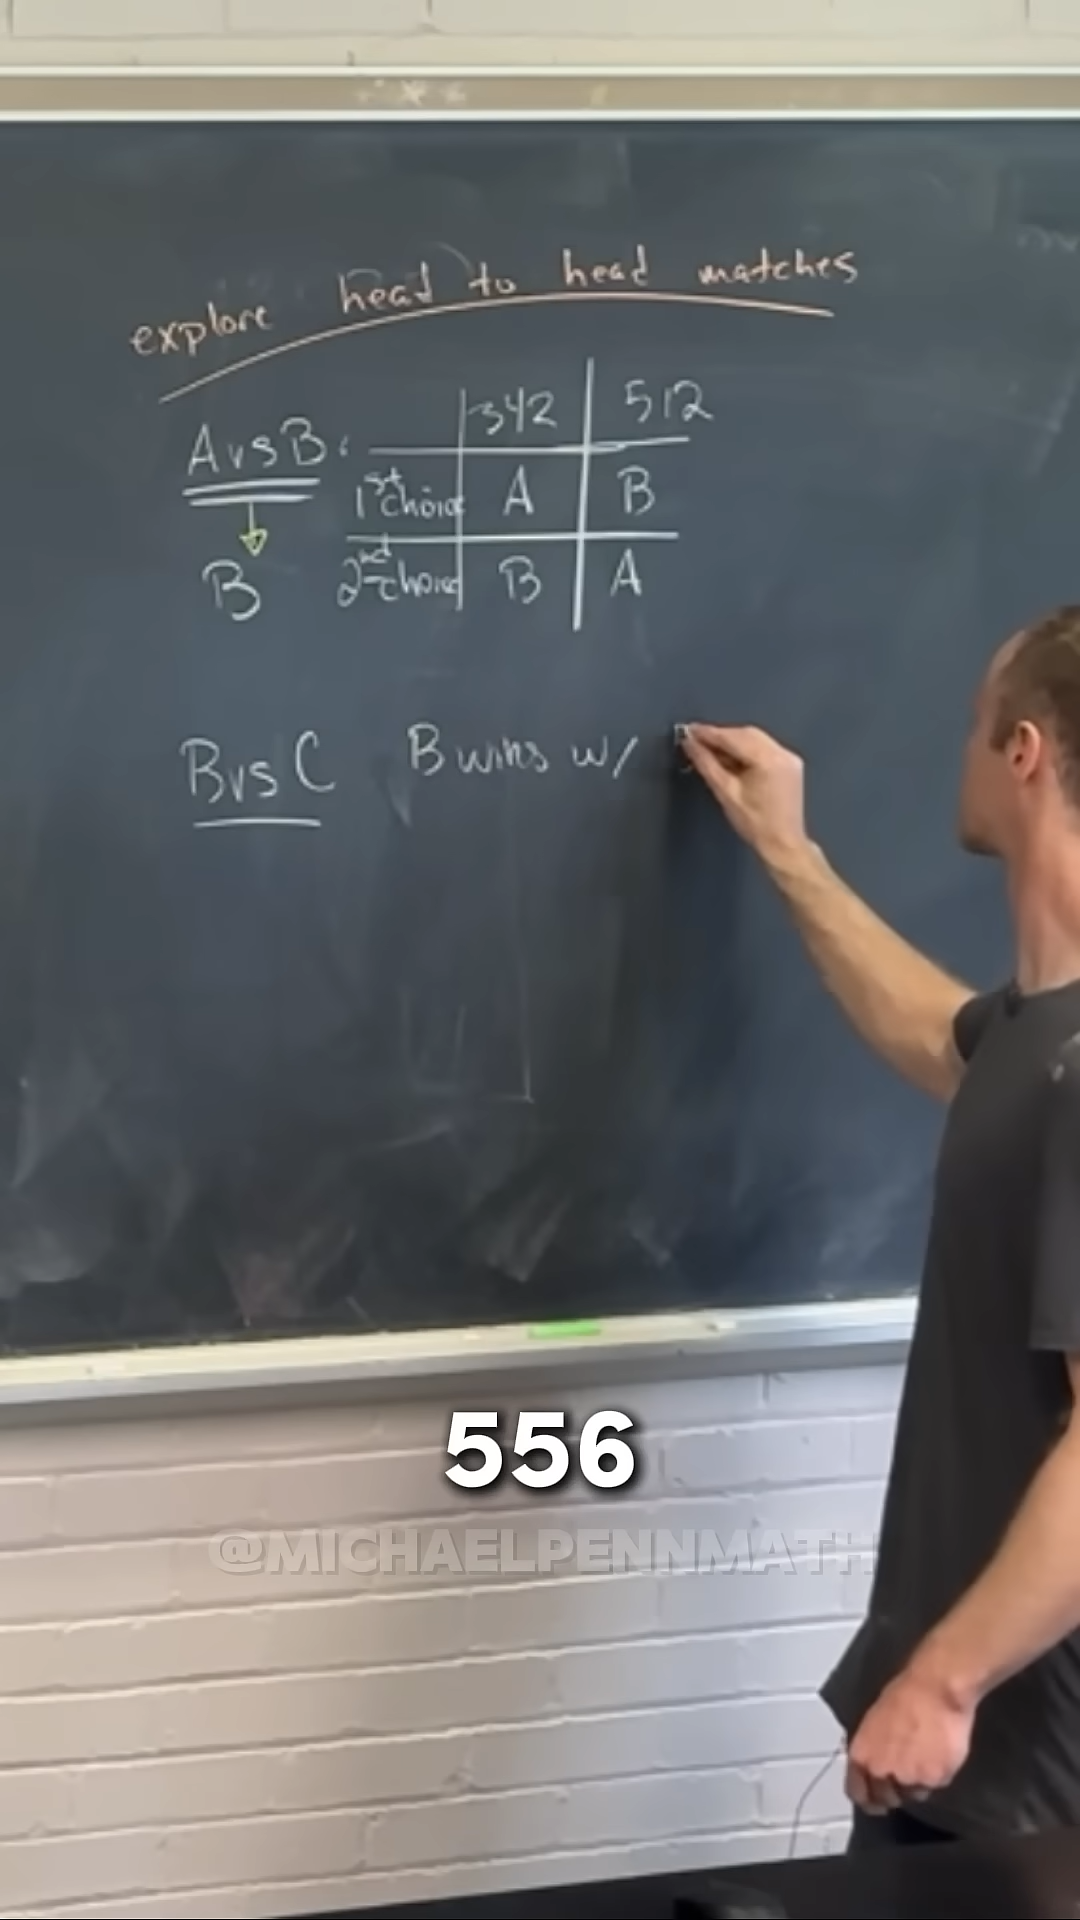 explore head to head matches
A vs B 342 512
1st choice A B
B 2nd choice B A
B vs C B wins w/
556
@MICHAELPENNMATH